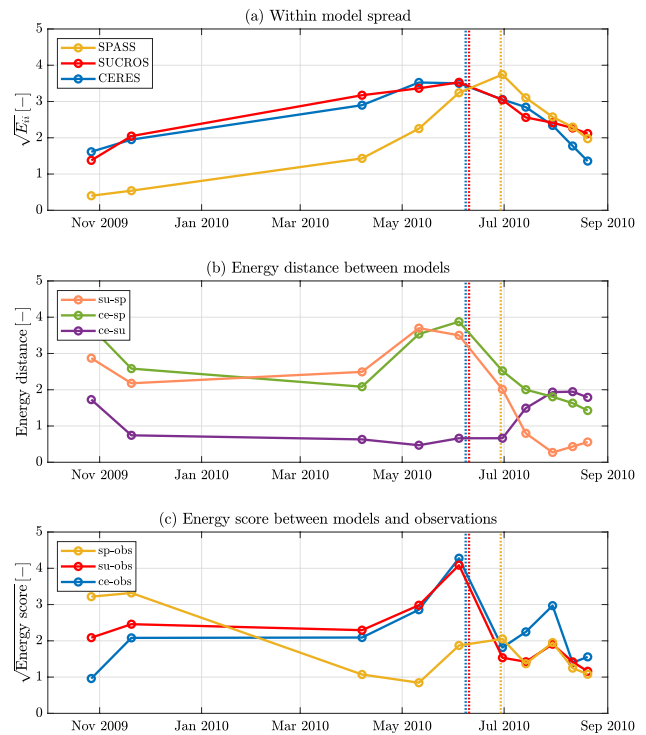 (a) Within model spread
5
4
3
2
1
0
√E_ii [−]
SPASS
SUCROS
CERES
Nov 2009 Jan 2010 Mar 2010 May 2010 Jul 2010 Sep 2010
(b) Energy distance between models
5
4
3
2
1
0
Energy distance [−]
su-sp
ce-sp
ce-su
Nov 2009 Jan 2010 Mar 2010 May 2010 Jul 2010 Sep 2010
(c) Energy score between models and observations
5
4
3
2
1
0
√Energy score [−]
sp-obs
su-obs
ce-obs
Nov 2009 Jan 2010 Mar 2010 May 2010 Jul 2010 Sep 2010